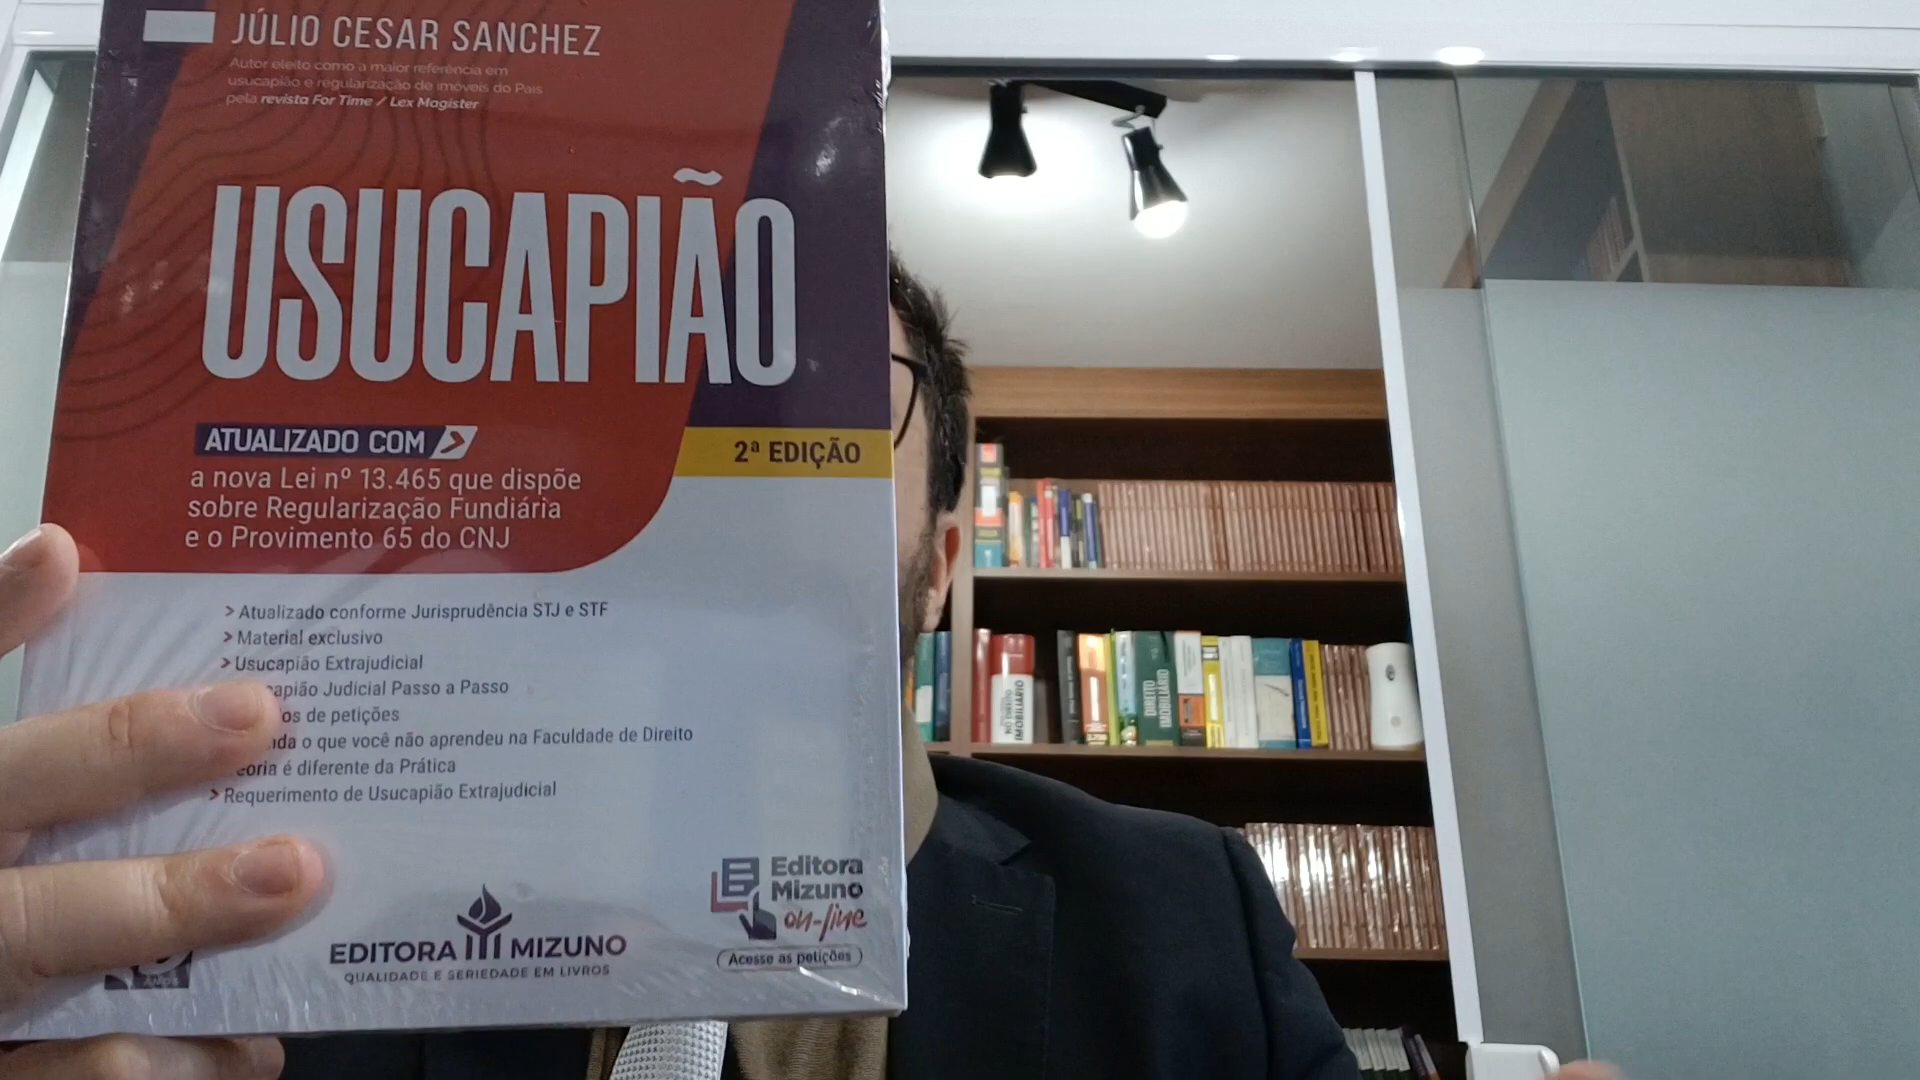 JÚLIO CESAR SANCHEZ
Autor eleito como a maior referência em
usucapião e regularização de imóveis do País
pela revista For Time / Lex Magister
USUCAPIÃO
ATUALIZADO COM
a nova Lei nº 13.465 que dispõe
sobre Regularização Fundiária
e o Provimento 65 do CNJ
2ª EDIÇÃO
> Atualizado conforme Jurisprudência STJ e STF
> Material exclusivo
> Usucapião Extrajudicial
capião Judicial Passo a Passo
os de petições
nda o que você não aprendeu na Faculdade de Direito
eoria é diferente da Prática
> Requerimento de Usucapião Extrajudicial
EDITORA MIZUNO
QUALIDADE E SERIEDADE EM LIVROS
Editora
Mizuno
on-line
Acesse as petições
DIREITO
IMOBILIÁRIO
IMOBILIÁRIO